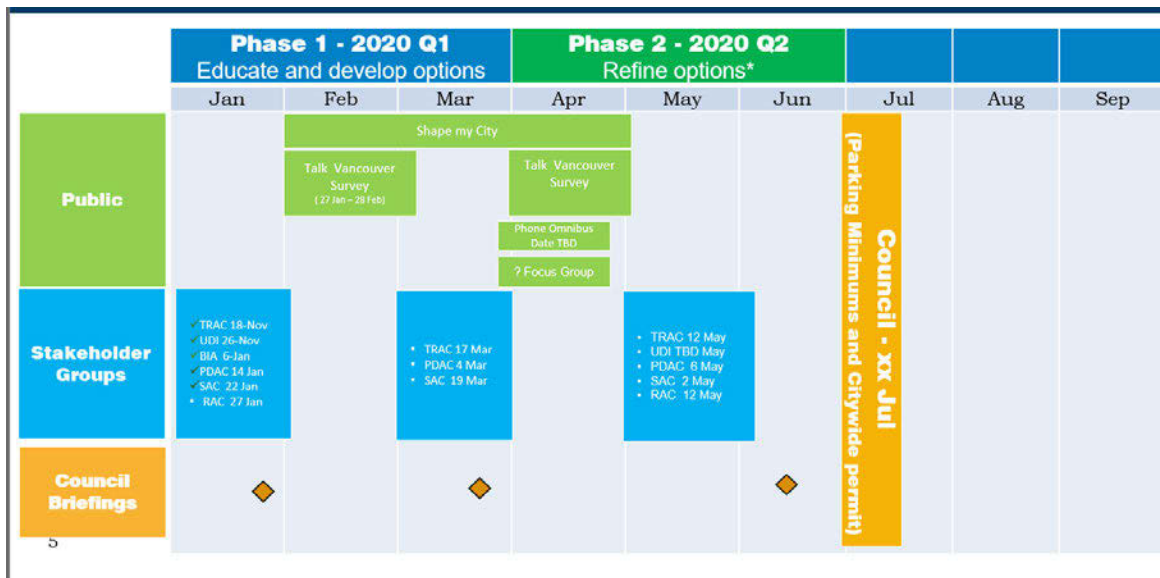 Phase 1 - 2020 Q1
Educate and develop options
Phase 2 - 2020 Q2
Refine options*
Jan
Feb
Mar
Apr
May
Jun
Jul
Aug
Sep
Public
Shape my City
Talk Vancouver
Survey
( 27 Jan – 28 Feb)
Talk Vancouver
Survey
Phone Omnibus
Date TBD
? Focus Group
Stakeholder
Groups
✓TRAC 18-Nov
✓UDI 26-Nov
✓BIA 6-Jan
✓PDAC 14 Jan
✓SAC 22 Jan
• RAC 27 Jan
• TRAC 17 Mar
• PDAC 4 Mar
• SAC 19 Mar
• TRAC 12 May
• UDI TBD May
• PDAC 6 May
• SAC 2 May
• RAC 12 May
Council
Briefings
Council - xx Jul
(Parking Minimums and Citywide permit)
5